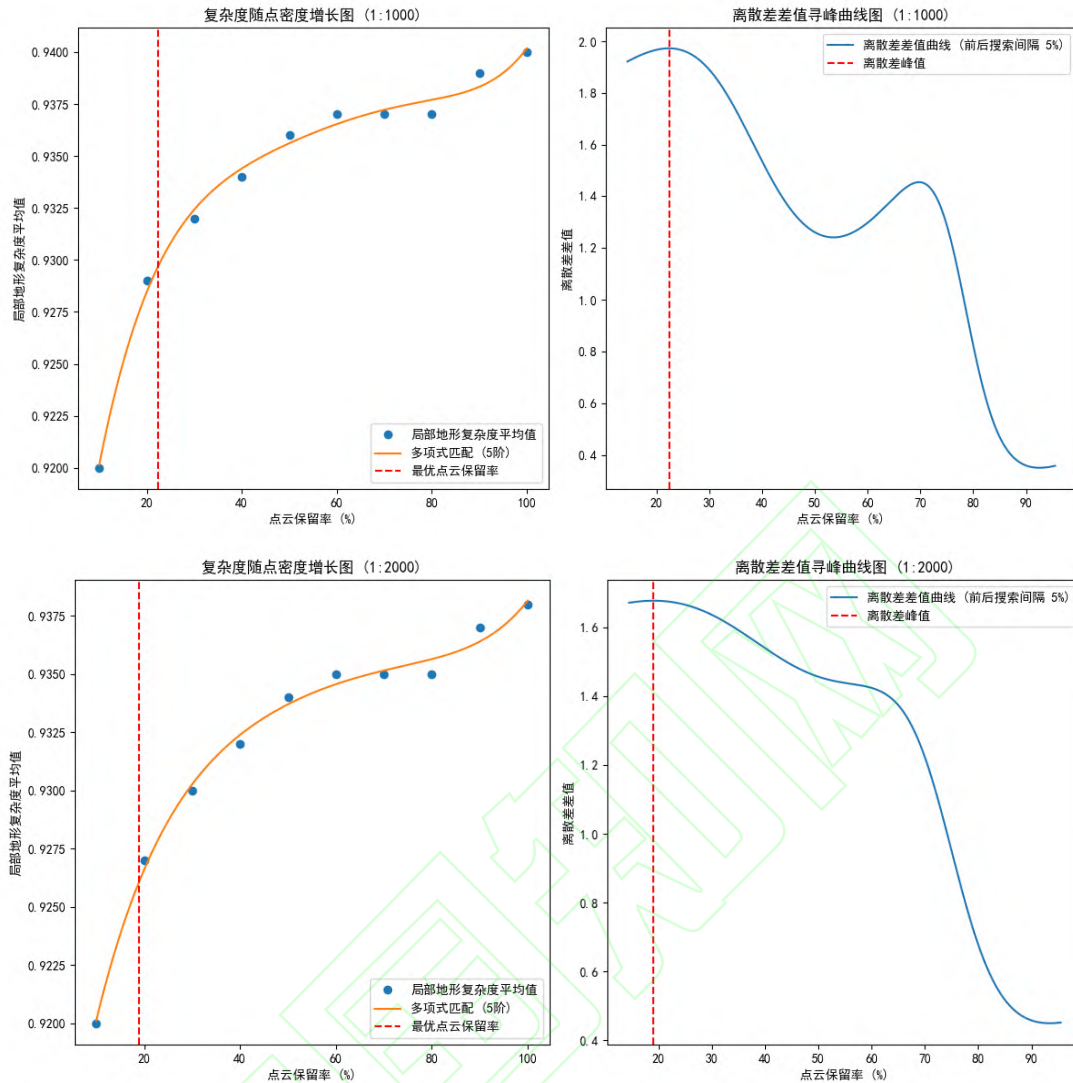 复杂度随点密度增长图 (1:1000)
0.9400
0.9375
0.9350
0.9325
0.9300
0.9275
0.9250
0.9225
0.9200
局部地形复杂度平均值
局部地形复杂度平均值
多项式匹配 (5阶)
最优点云保留率
20
40
60
80
100
点云保留率 (%)
离散差差值寻峰曲线图 (1:1000)
2.0
1.8
1.6
1.4
1.2
1.0
0.8
0.6
0.4
离散差差值
离散差差值曲线 (前后搜索间隔 5%)
离散差峰值
20
30
40
50
60
70
80
90
点云保留率 (%)
复杂度随点密度增长图 (1:2000)
0.9375
0.9350
0.9325
0.9300
0.9275
0.9250
0.9225
0.9200
局部地形复杂度平均值
局部地形复杂度平均值
多项式匹配 (5阶)
最优点云保留率
20
40
60
80
100
点云保留率 (%)
离散差差值寻峰曲线图 (1:2000)
1.6
1.4
1.2
1.0
0.8
0.6
0.4
离散差差值
离散差差值曲线 (前后搜索间隔 5%)
离散差峰值
20
30
40
50
60
70
80
90
点云保留率 (%)